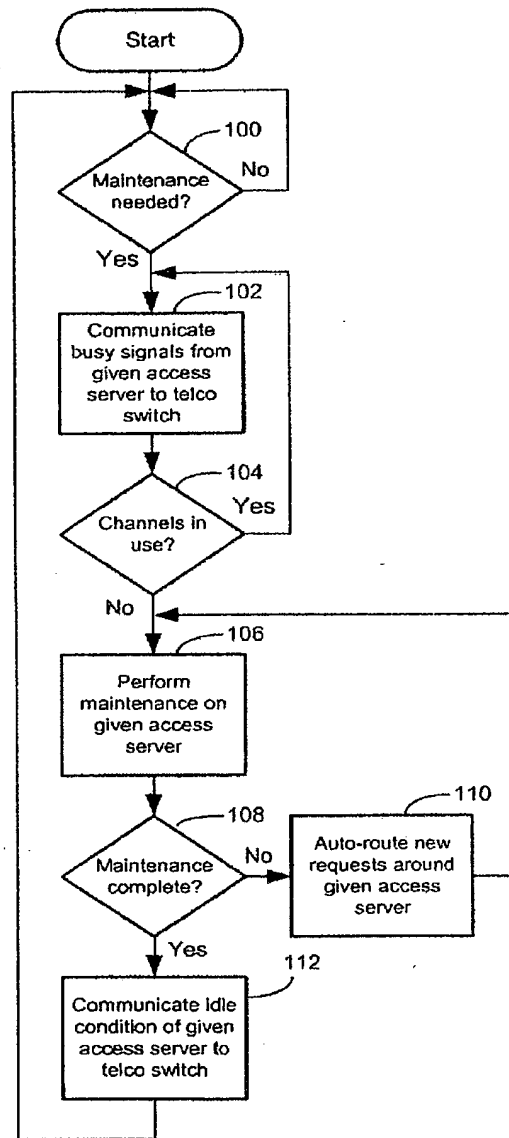 Start
100
Maintenance
needed?
No
Yes
102
Communicate
busy signals from
given access
server to telco
switch
104
Channels in
use?
Yes
No
106
Perform
maintenance on
given access
server
108
Maintenance
complete?
No
110
Auto-route new
requests around
given access
server
Yes
112
Communicate idle
condition of given
access server to
telco switch